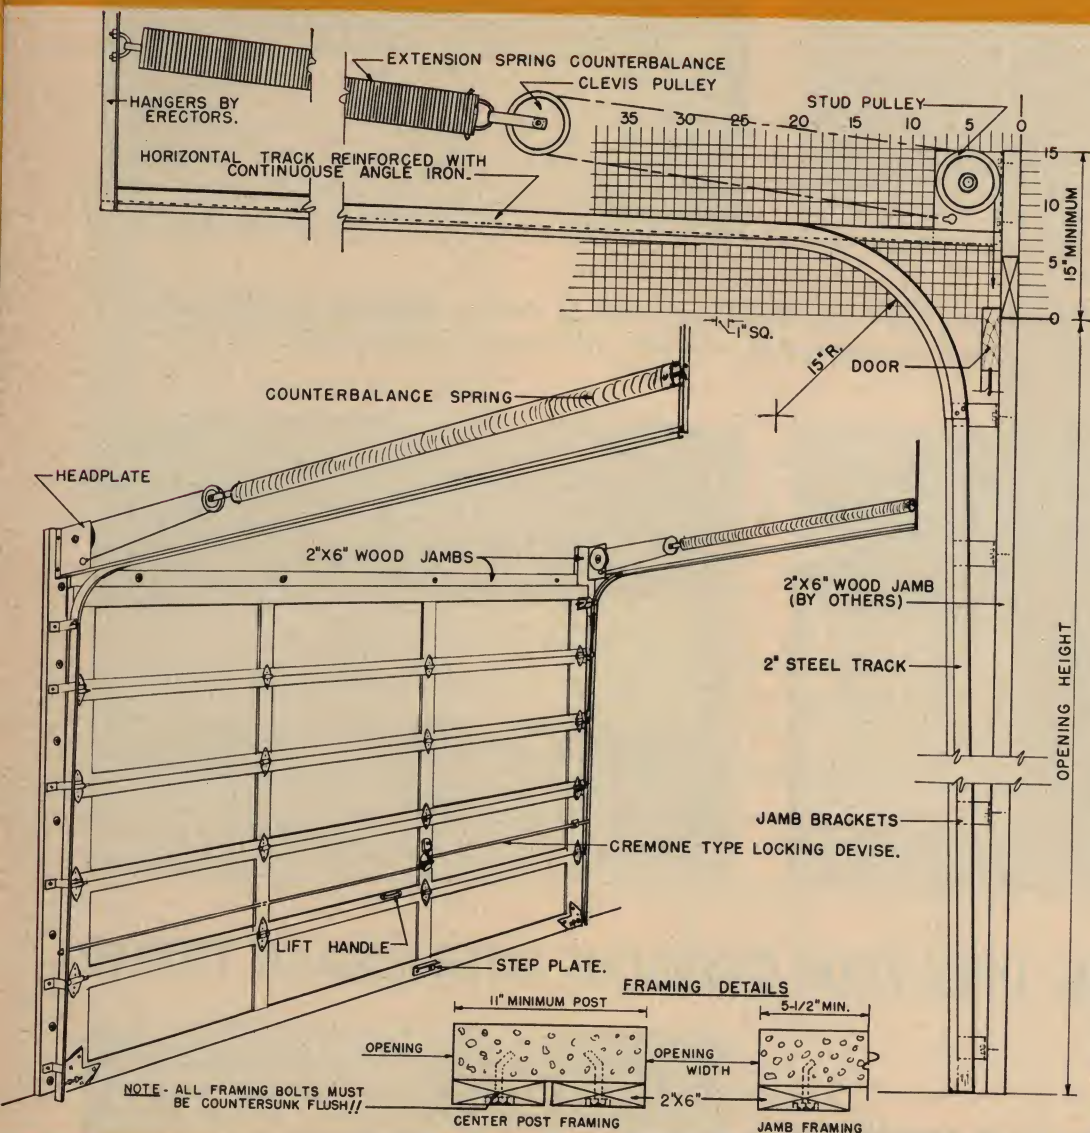 EXTENSION SPRING COUNTERBALANCE
CLEVIS PULLEY
STUD PULLEY
HANGERS BY
ERECTORS.
35 30 25 20 15 10 5 0
HORIZONTAL TRACK REINFORCED WITH
CONTINUOUSE ANGLE IRON.
15
10
5
0
15" MINIMUM
1" SQ.
15" R.
DOOR
COUNTERBALANCE SPRING
HEADPLATE
2"X6" WOOD JAMBS
2"X6" WOOD JAMB
(BY OTHERS)
2" STEEL TRACK
OPENING HEIGHT
JAMB BRACKETS
CREMONE TYPE LOCKING DEVISE.
LIFT HANDLE
STEP PLATE.
FRAMING DETAILS
11" MINIMUM POST
5-1/2" MIN.
OPENING
OPENING
WIDTH
NOTE - ALL FRAMING BOLTS MUST
BE COUNTERSUNK FLUSH!!
2"X6"
CENTER POST FRAMING
JAMB FRAMING